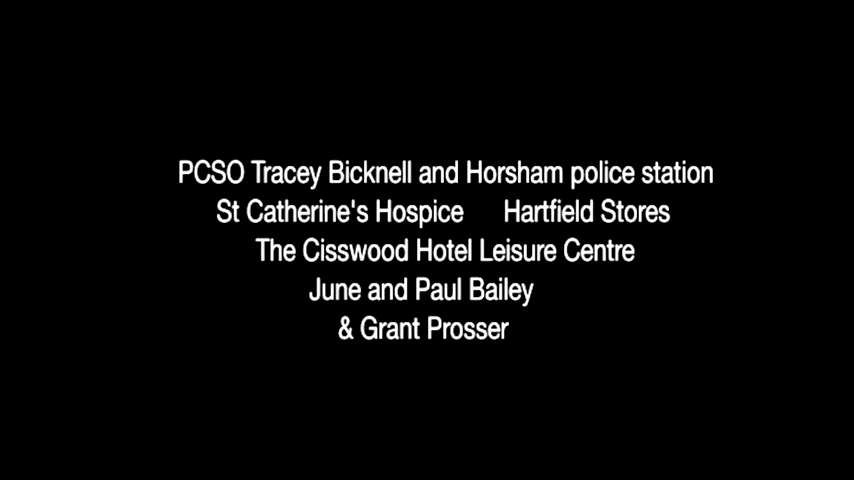 PCSO Tracey Bicknell and Horsham police station
St Catherine's Hospice Hartfield Stores
The Cisswood Hotel Leisure Centre
June and Paul Bailey
& Grant Prosser